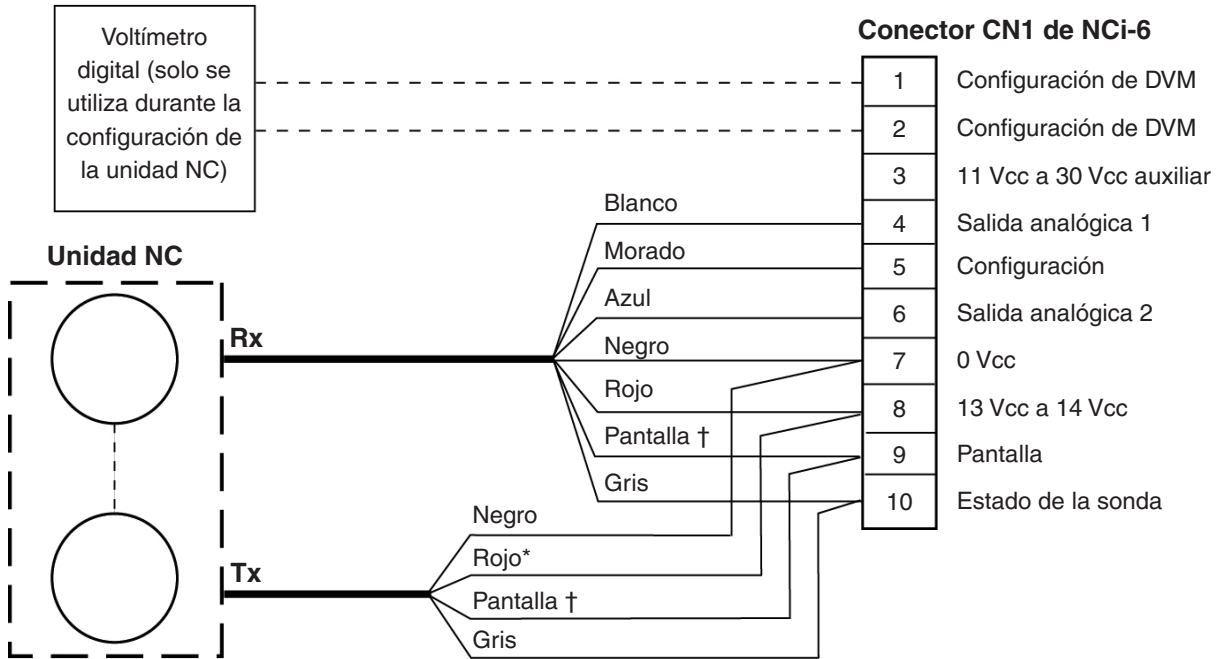 Voltímetro
digital (solo se
utiliza durante la
configuración de
la unidad NC)
Conector CN1 de NCi-6
1 Configuración de DVM
2 Configuración de DVM
3 11 Vcc a 30 Vcc auxiliar
4 Salida analógica 1
5 Configuración
6 Salida analógica 2
7 0 Vcc
8 13 Vcc a 14 Vcc
9 Pantalla
10 Estado de la sonda
Unidad NC
Rx
Blanco
Morado
Azul
Negro
Rojo
Pantalla †
Gris
Tx
Negro
Rojo*
Pantalla †
Gris